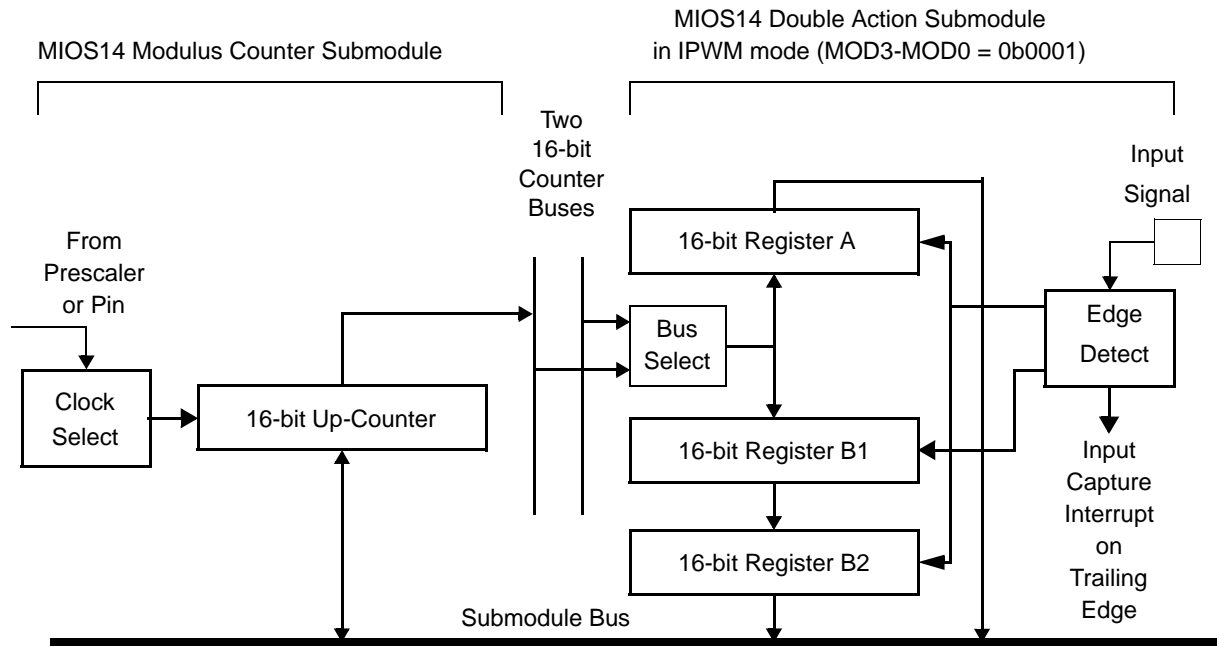 MIOS14 Modulus Counter Submodule
MIOS14 Double Action Submodule
in IPWM mode (MOD3-MOD0 = 0b0001)
Two
16-bit
Counter
Buses
Input
Signal
From
Prescaler
or Pin
16-bit Register A
Bus
Select
Edge
Detect
Clock
Select
16-bit Up-Counter
16-bit Register B1
16-bit Register B2
Input
Capture
Interrupt
on
Trailing
Edge
Submodule Bus